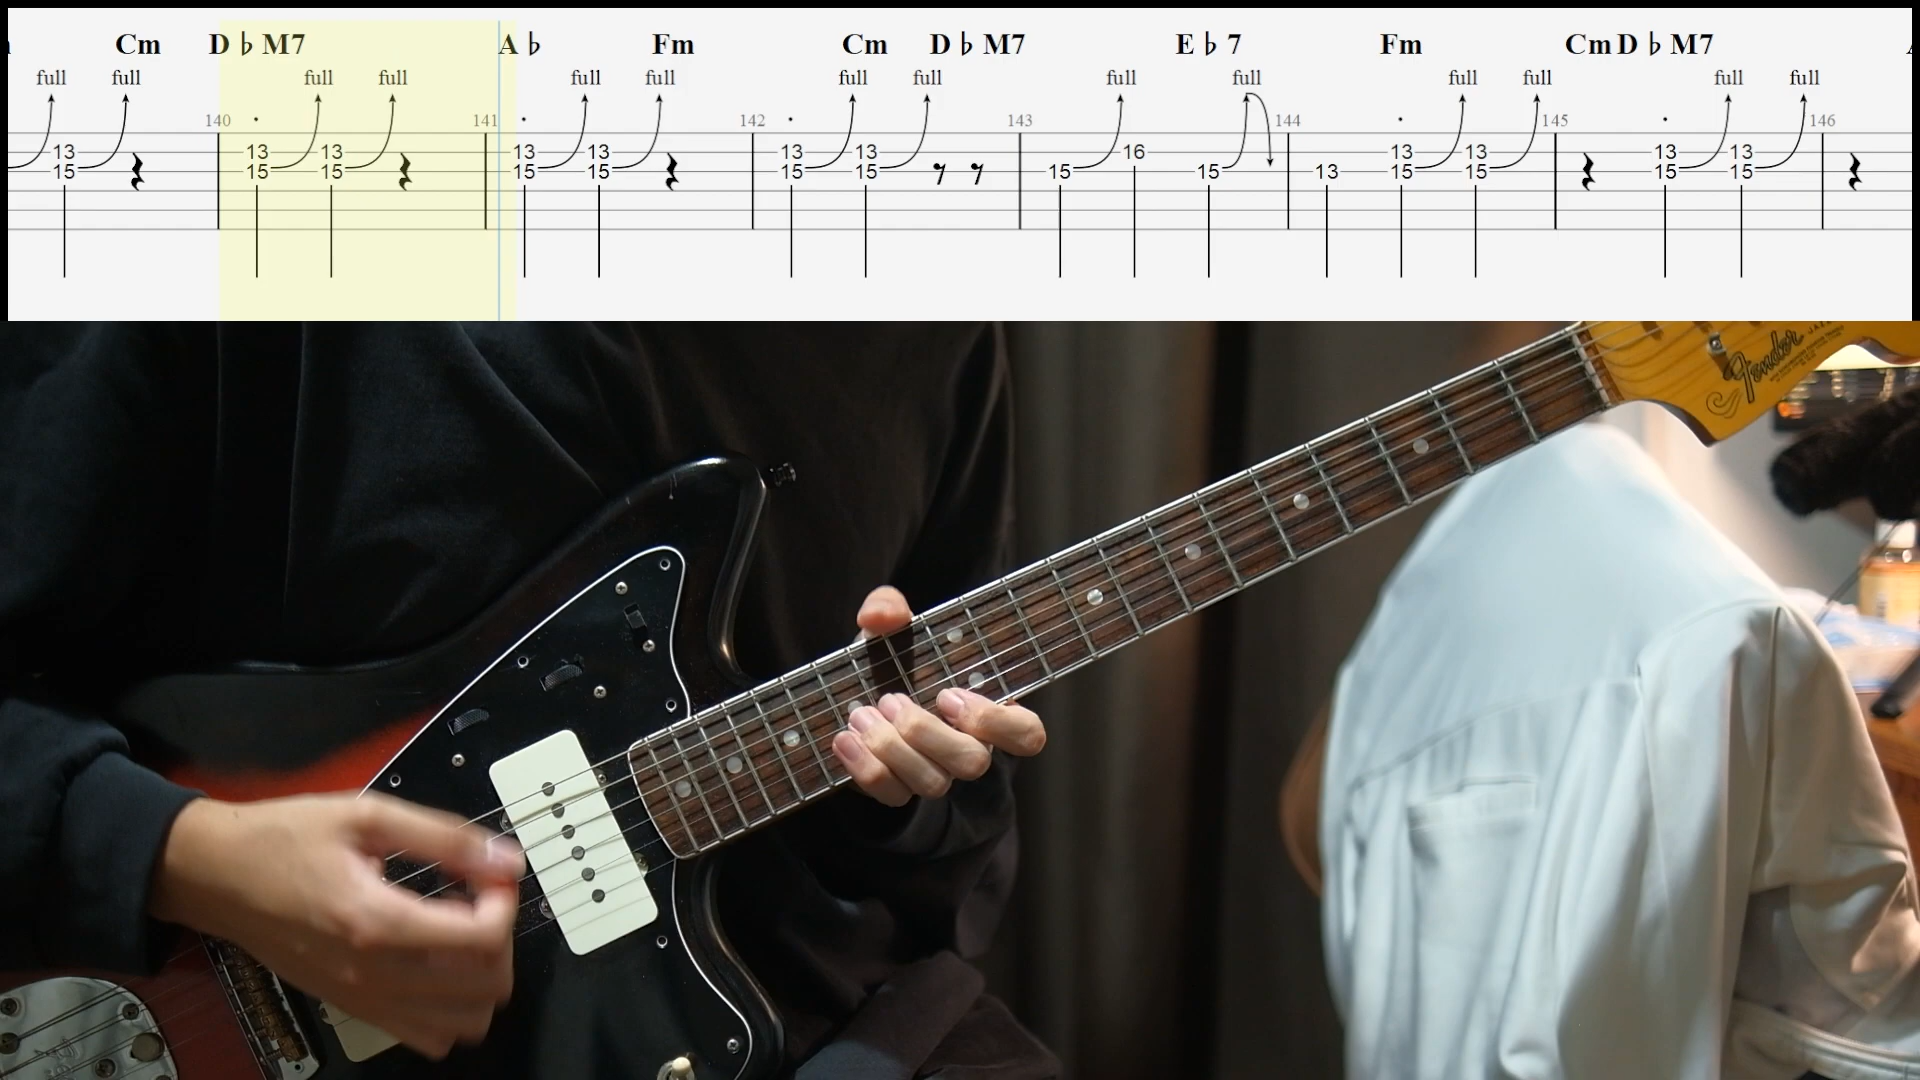 Cm D♭M7 A♭ Fm Cm D♭M7 E♭7 Fm Cm D♭M7
full full full full full full full full full full full full full full
140 141 142 143 144 145 146
13 13 13 13 13 13 13 16 13 13 13 13
15 15 15 15 15 15 15 15 15 13 15 15 15 15
Fender